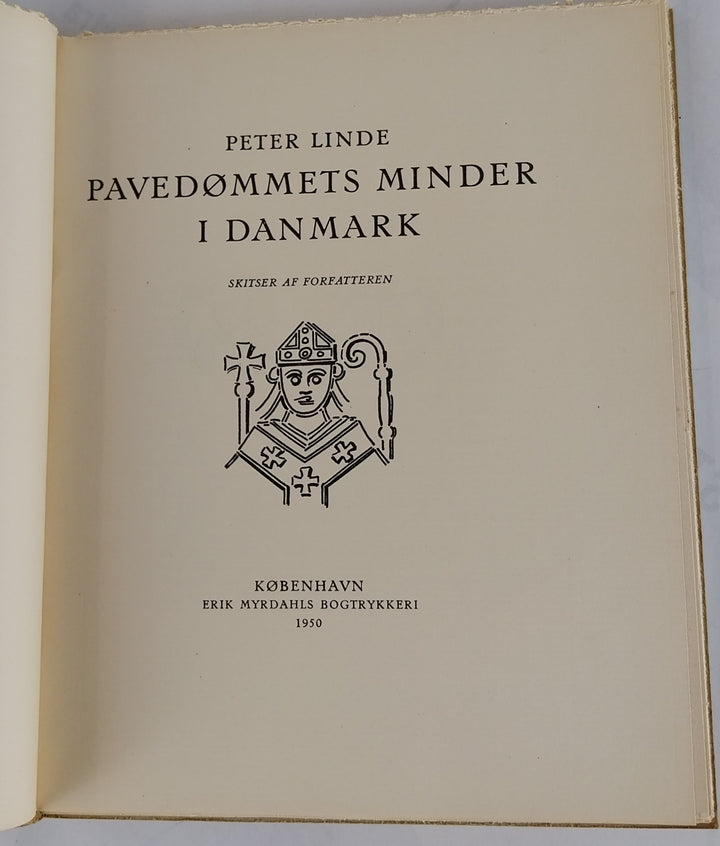 PETER LINDE
PAVEDØMMETS MINDER
I DANMARK
SKITSER AF FORFATTEREN
KØBENHAVN
ERIK MYRDAHLS BOGTRYKKERI
1950